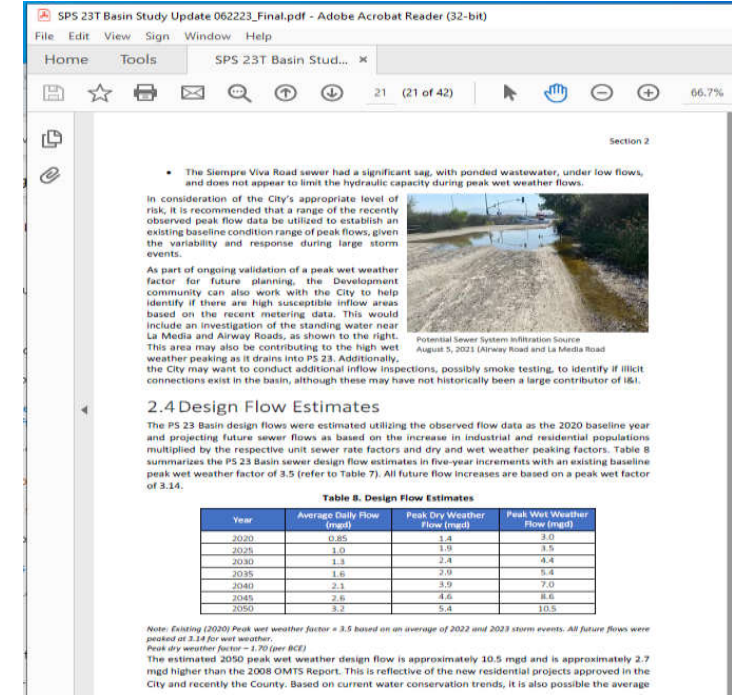 SPS 23T Basin Study Update 062223_Final.pdf - Adobe Acrobat Reader (32-bit)
File Edit View Sign Window Help
Home Tools SPS 23T Basin Stud... ×
21 (21 of 42) 66.7%
Section 2
• The Siempre Viva Road sewer had a significant sag, with ponded wastewater, under low flows,
and does not appear to limit the hydraulic capacity during peak wet weather flows.
In consideration of the City's appropriate level of
risk, it is recommended that a range of the recently
observed peak flow data be utilized to establish an
existing baseline condition range of peak flows, given
the variability and response during large storm
events.
As part of ongoing validation of a peak wet weather
factor for future planning, the Development
community can also work with the City to help
identify if there are high susceptible inflow areas
based on the recent metering data. This would
include an investigation of the standing water near
La Media and Airway Roads, as shown to the right.
This area may also be contributing to the high wet
weather peaking as it drains into PS 23. Additionally,
Potential Sewer System Infiltration Source
August 5, 2021 (Airway Road and La Media Road
the City may want to conduct additional inflow inspections, possibly smoke testing, to identify if illicit
connections exist in the basin, although these may have not historically been a large contributor of I&I.
2.4 Design Flow Estimates
The PS 23 Basin design flows were estimated utilizing the observed flow data as the 2020 baseline year
and projecting future sewer flows as based on the increase in industrial and residential populations
multiplied by the respective unit sewer rate factors and dry and wet weather peaking factors. Table 8
summarizes the PS 23 Basin sewer design flow estimates in five-year increments with an existing baseline
peak wet weather factor of 3.5 (refer to Table 7). All future flow increases are based on a peak wet factor
of 3.14.
Table 8. Design Flow Estimates
Year Average Daily Flow (mgd) Peak Dry Weather Flow (mgd) Peak Wet Weather Flow (mgd)
2020 0.85 1.4 3.0
2025 1.0 1.9 3.5
2030 1.3 2.4 4.4
2035 1.6 2.9 5.4
2040 2.1 3.9 7.0
2045 2.6 4.6 8.6
2050 3.2 5.4 10.5
Note: Existing (2020) Peak wet weather factor = 3.5 based on an average of 2022 and 2023 storm events. All future flows were
peaked at 3.14 for wet weather.
Peak dry weather factor – 1.70 (per BCE)
The estimated 2050 peak wet weather design flow is approximately 10.5 mgd and is approximately 2.7
mgd higher than the 2008 OMTS Report. This is reflective of the new residential projects approved in the
City and recently the County. Based on current water conservation trends, it is also possible the average